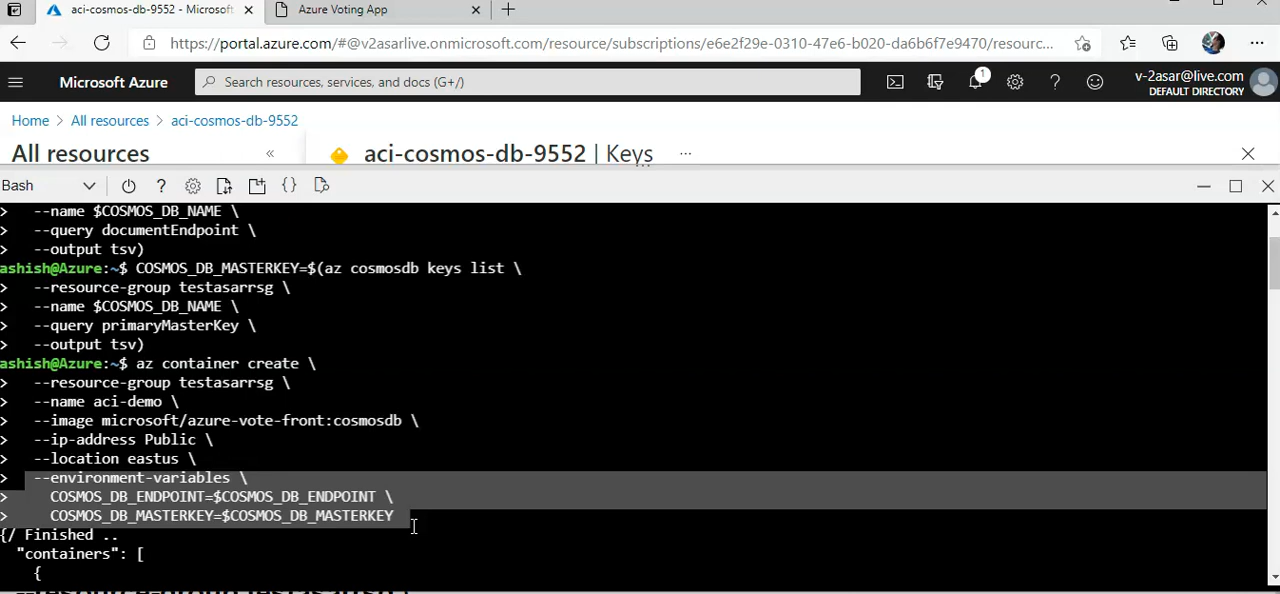 aci-cosmos-db-9552 - Microsoft
Azure Voting App
https://portal.azure.com/#@v2asarlive.onmicrosoft.com/resource/subscriptions/e6e2f29e-0310-47e6-b020-da6b6f7e9470/resourc...
Microsoft Azure
Search resources, services, and docs (G+/)
1
v-2asar@live.com
DEFAULT DIRECTORY
Home > All resources > aci-cosmos-db-9552
All resources «
aci-cosmos-db-9552 | Keys ...
Bash
> --name $COSMOS_DB_NAME \
> --query documentEndpoint \
> --output tsv)
ashish@Azure:~$ COSMOS_DB_MASTERKEY=$(az cosmosdb keys list \
> --resource-group testasarrsg \
> --name $COSMOS_DB_NAME \
> --query primaryMasterKey \
> --output tsv)
ashish@Azure:~$ az container create \
> --resource-group testasarrsg \
> --name aci-demo \
> --image microsoft/azure-vote-front:cosmosdb \
> --ip-address Public \
> --location eastus \
> --environment-variables \
> COSMOS_DB_ENDPOINT=$COSMOS_DB_ENDPOINT \
> COSMOS_DB_MASTERKEY=$COSMOS_DB_MASTERKEY
{/ Finished ..
"containers": [
{